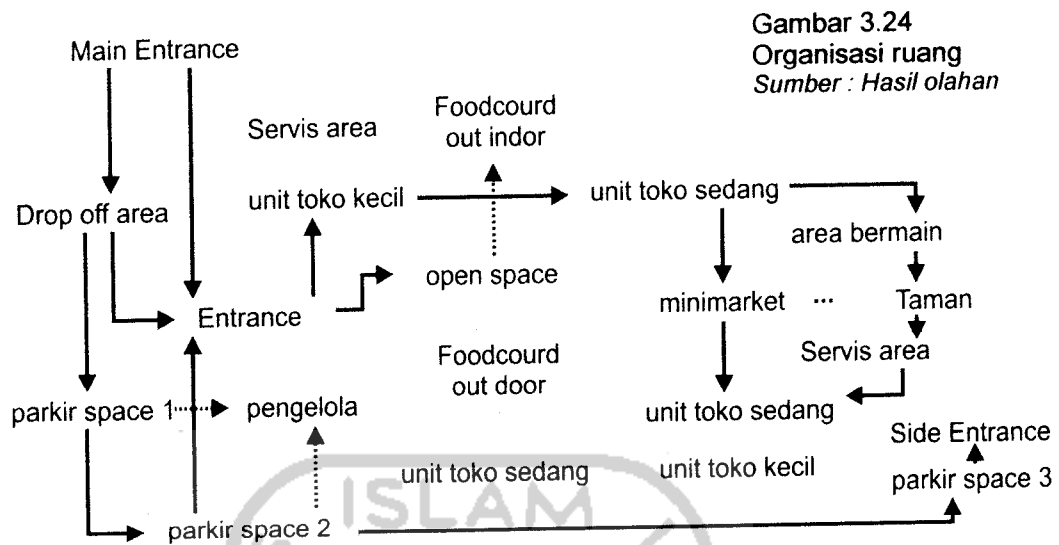 Gambar 3.24
Organisasi ruang
Sumber : Hasil olahan
Main Entrance
Servis area
Foodcourd
out indor
Drop off area
unit toko kecil
unit toko sedang
area bermain
open space
Entrance
minimarket
...
Taman
Servis area
Foodcourd
out door
parkir space 1
pengelola
unit toko sedang
Side Entrance
unit toko sedang
unit toko kecil
parkir space 3
parkir space 2
ISLAM